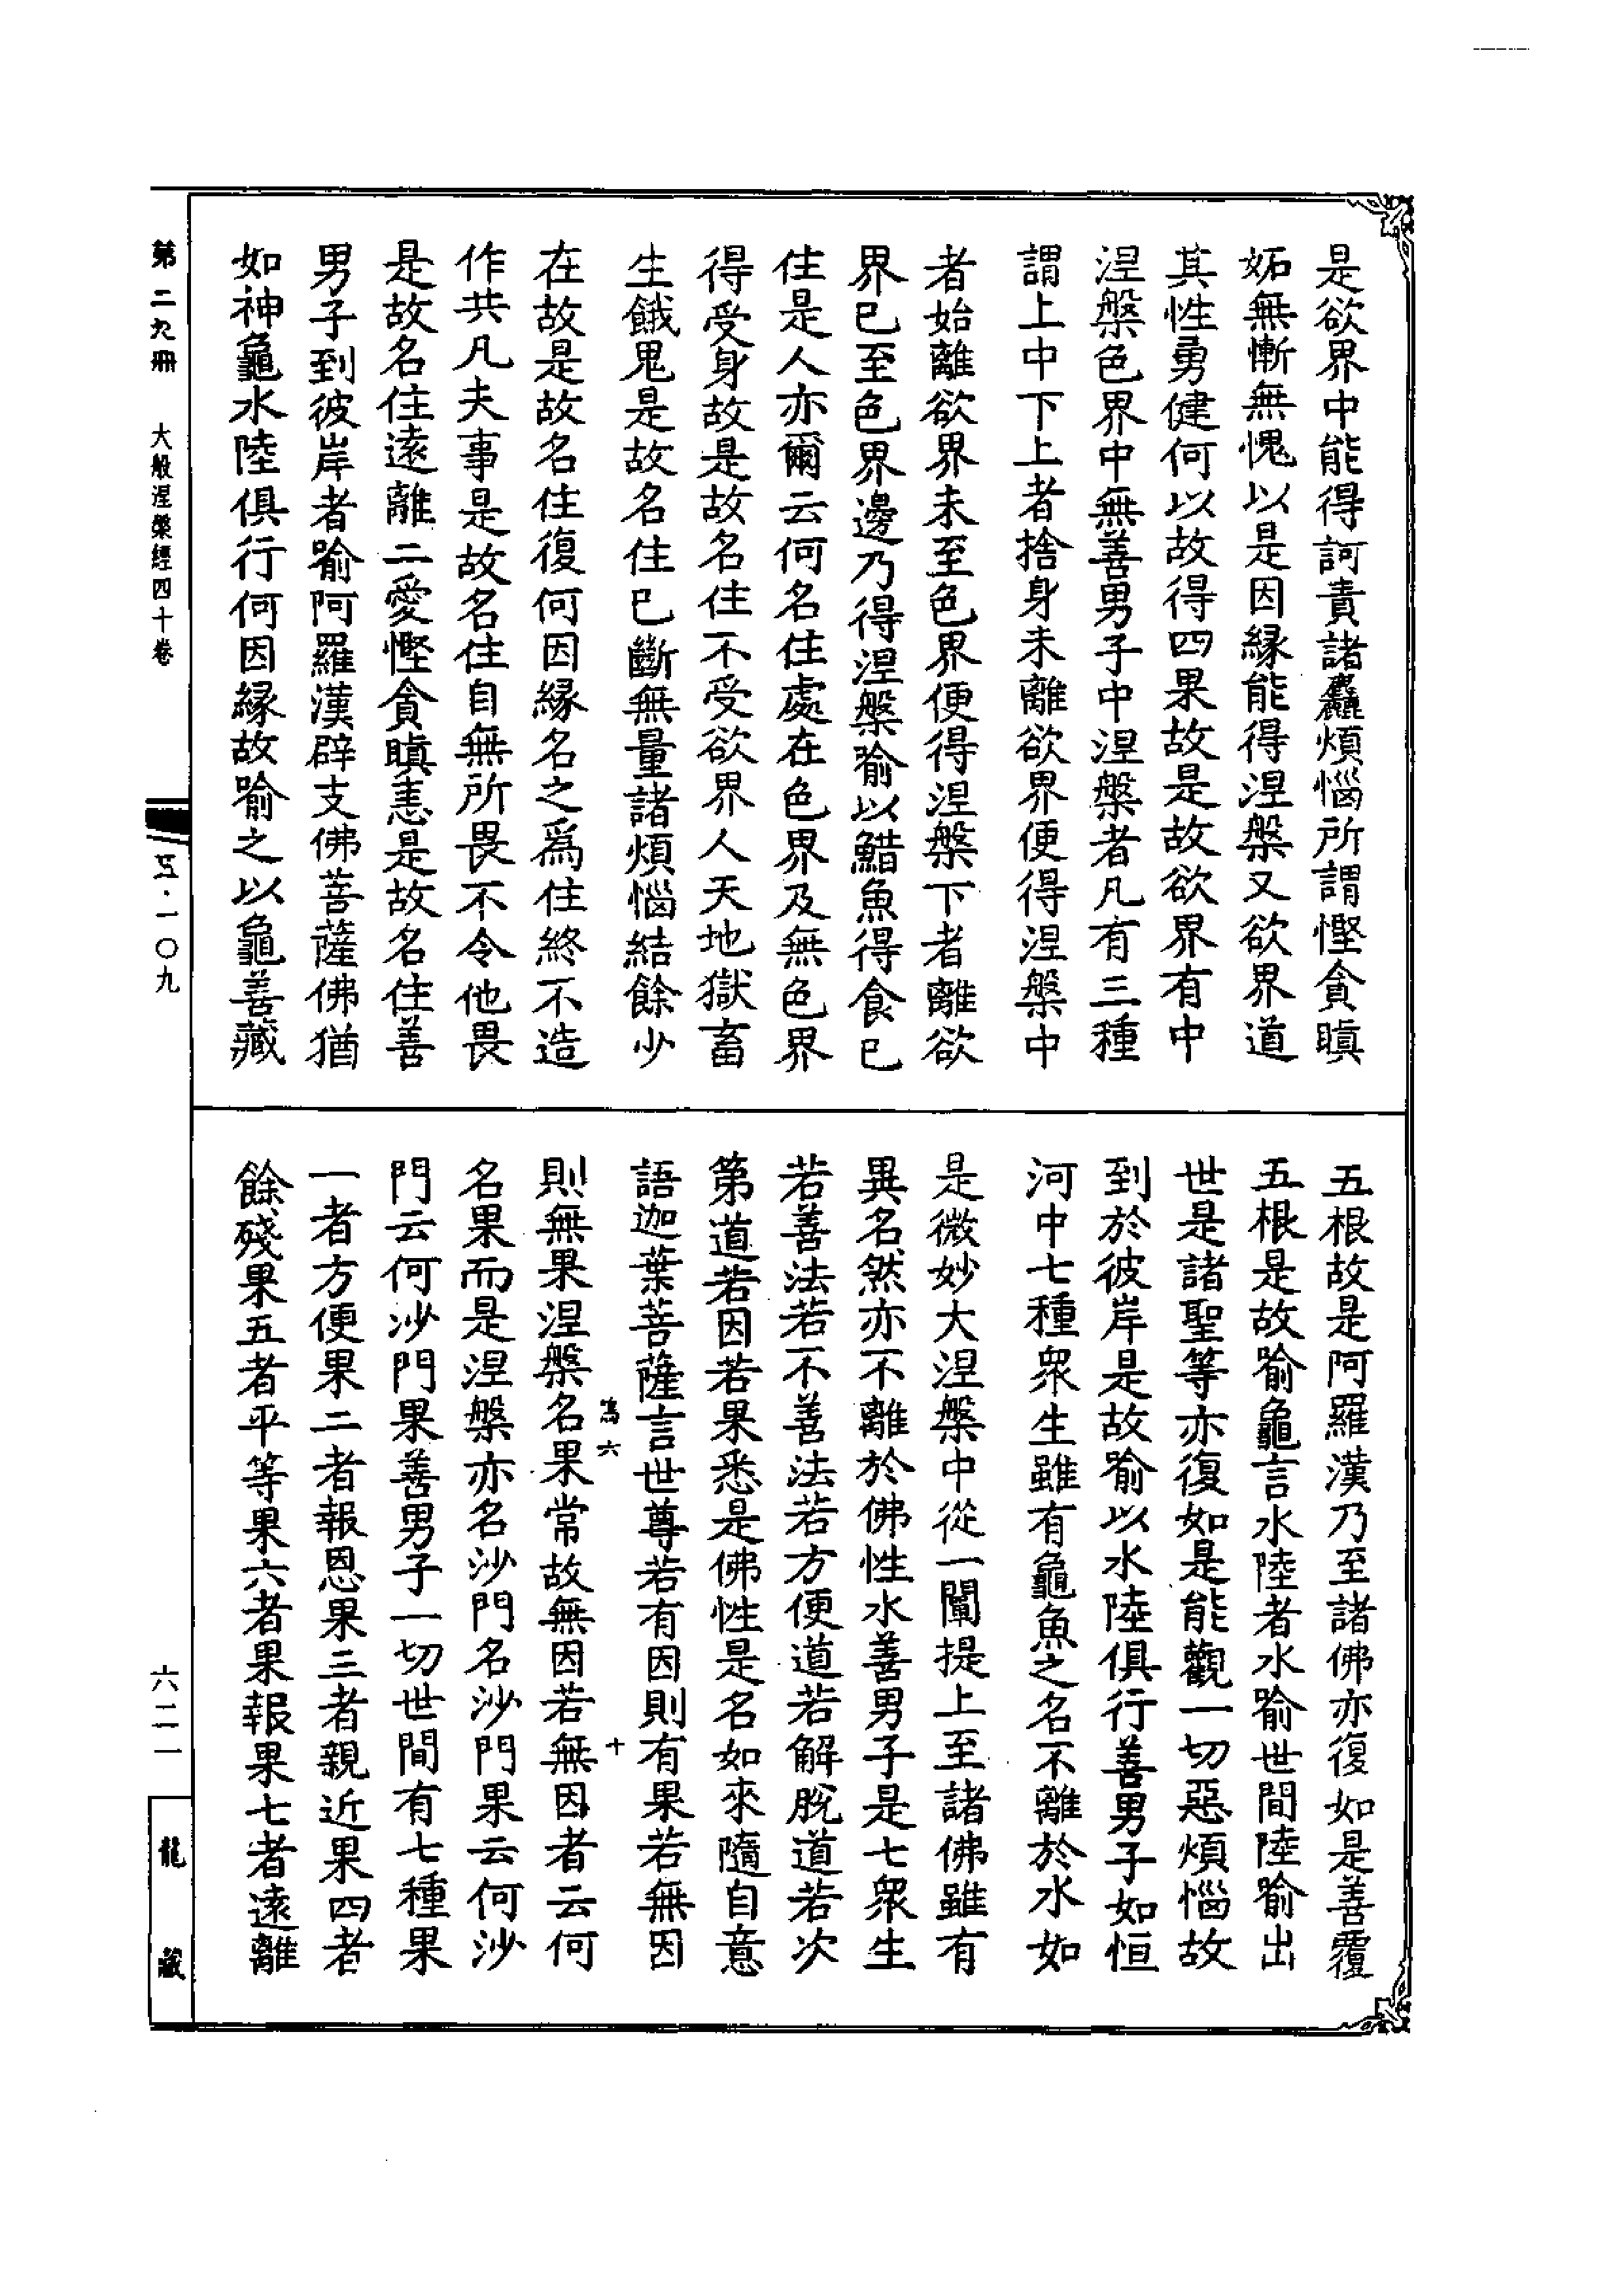 是欲界中能得訶責諸麤煩惱所謂慳貪瞋
妬無慚無愧以是因緣能得涅槃又欲界道
其性勇健何以故得四果故是故欲界有中
涅槃色界中無善男子中涅槃者凡有三種
謂上中下上者捨身未離欲界便得涅槃中
者始離欲界未至色界便得涅槃下者離欲
界已至色界邊乃得涅槃喻以鯌魚得食已
住是人亦爾云何名住處在色界及無色界
得受身故是故名住不受欲界人天地獄畜
生餓鬼是故名住已斷無量諸煩惱結餘少
在故是故名住復何因緣名之為住終不造
作共凡夫事是故名住自無所畏不令他畏
是故名住遠離二愛慳貪瞋恚是故名住善
男子到彼岸者喻阿羅漢辟支佛菩薩佛猶
如神龜水陸俱行何因緣故喻之以龜善藏
五根故是阿羅漢乃至諸佛亦復如是善覆
五根是故喻龜言水陸者水喻世間陸喻出
世是諸聖等亦復如是能觀一切惡煩惱故
到於彼岸是故喻以水陸俱行善男子如恒
河中七種眾生雖有龜魚之名不離於水如
是微妙大涅槃中從一闡提上至諸佛雖有
異名然亦不離於佛性水善男子是七眾生
若善法若不善法若方便道若解脫道若次
第道若因若果悉是佛性是名如來隨自意
語迦葉菩薩言世尊若有因則有果若無因
則無果涅槃名果常故無因若無因者云何
名果而是涅槃亦名沙門名沙門果云何沙
門云何沙門果善男子一切世間有七種果
一者方便果二者報恩果三者親近果四者
餘殘果五者平等果六者果報果七者遠離
六 十
第二九冊 大般涅槃經四十卷
一〇九
六二一
龍藏